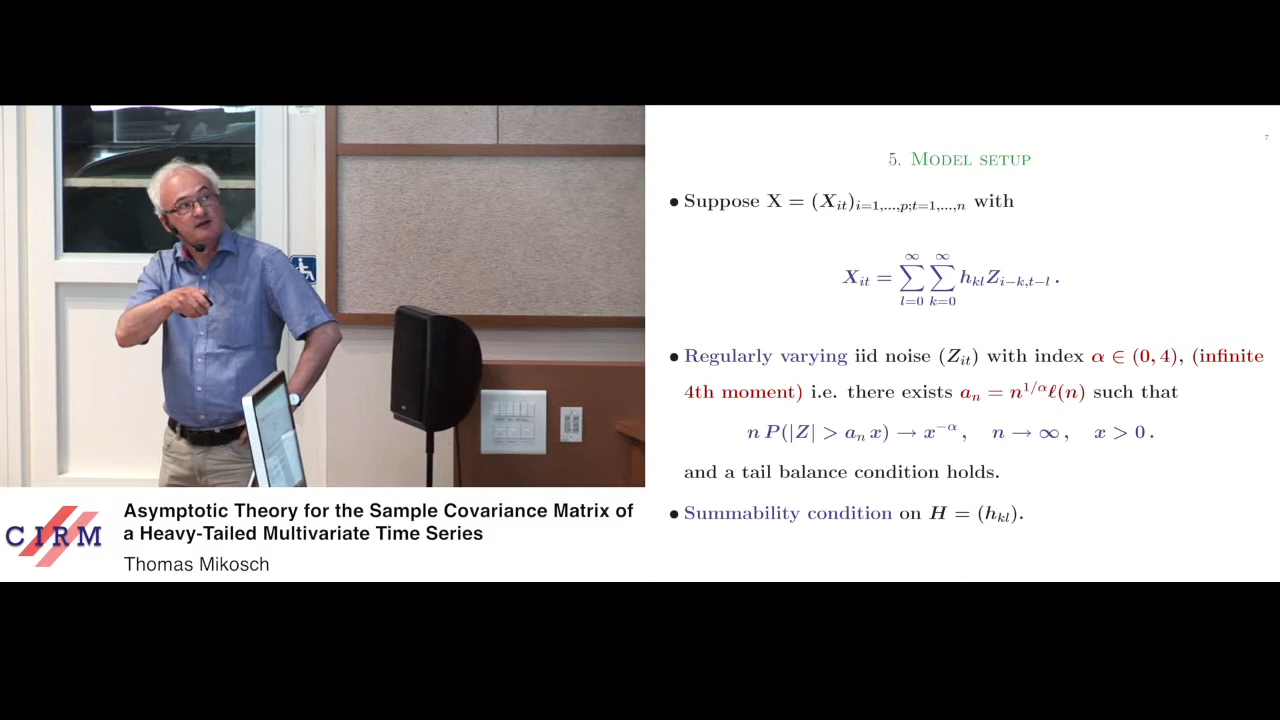 7
5. Model setup
• Suppose X = (X_{it})_{i=1,...,p;t=1,...,n} with
X_{it} = \sum_{l=0}^{∞} \sum_{k=0}^{∞} h_{kl} Z_{i−k,t−l} .
• Regularly varying iid noise (Z_{it}) with index α ∈ (0, 4), (infinite
4th moment) i.e. there exists a_n = n^{1/α}ℓ(n) such that
n P(|Z| > a_n x) → x^{−α} , n → ∞ , x > 0 .
and a tail balance condition holds.
• Summability condition on H = (h_{kl}).
CIRM
Asymptotic Theory for the Sample Covariance Matrix of
a Heavy-Tailed Multivariate Time Series
Thomas Mikosch